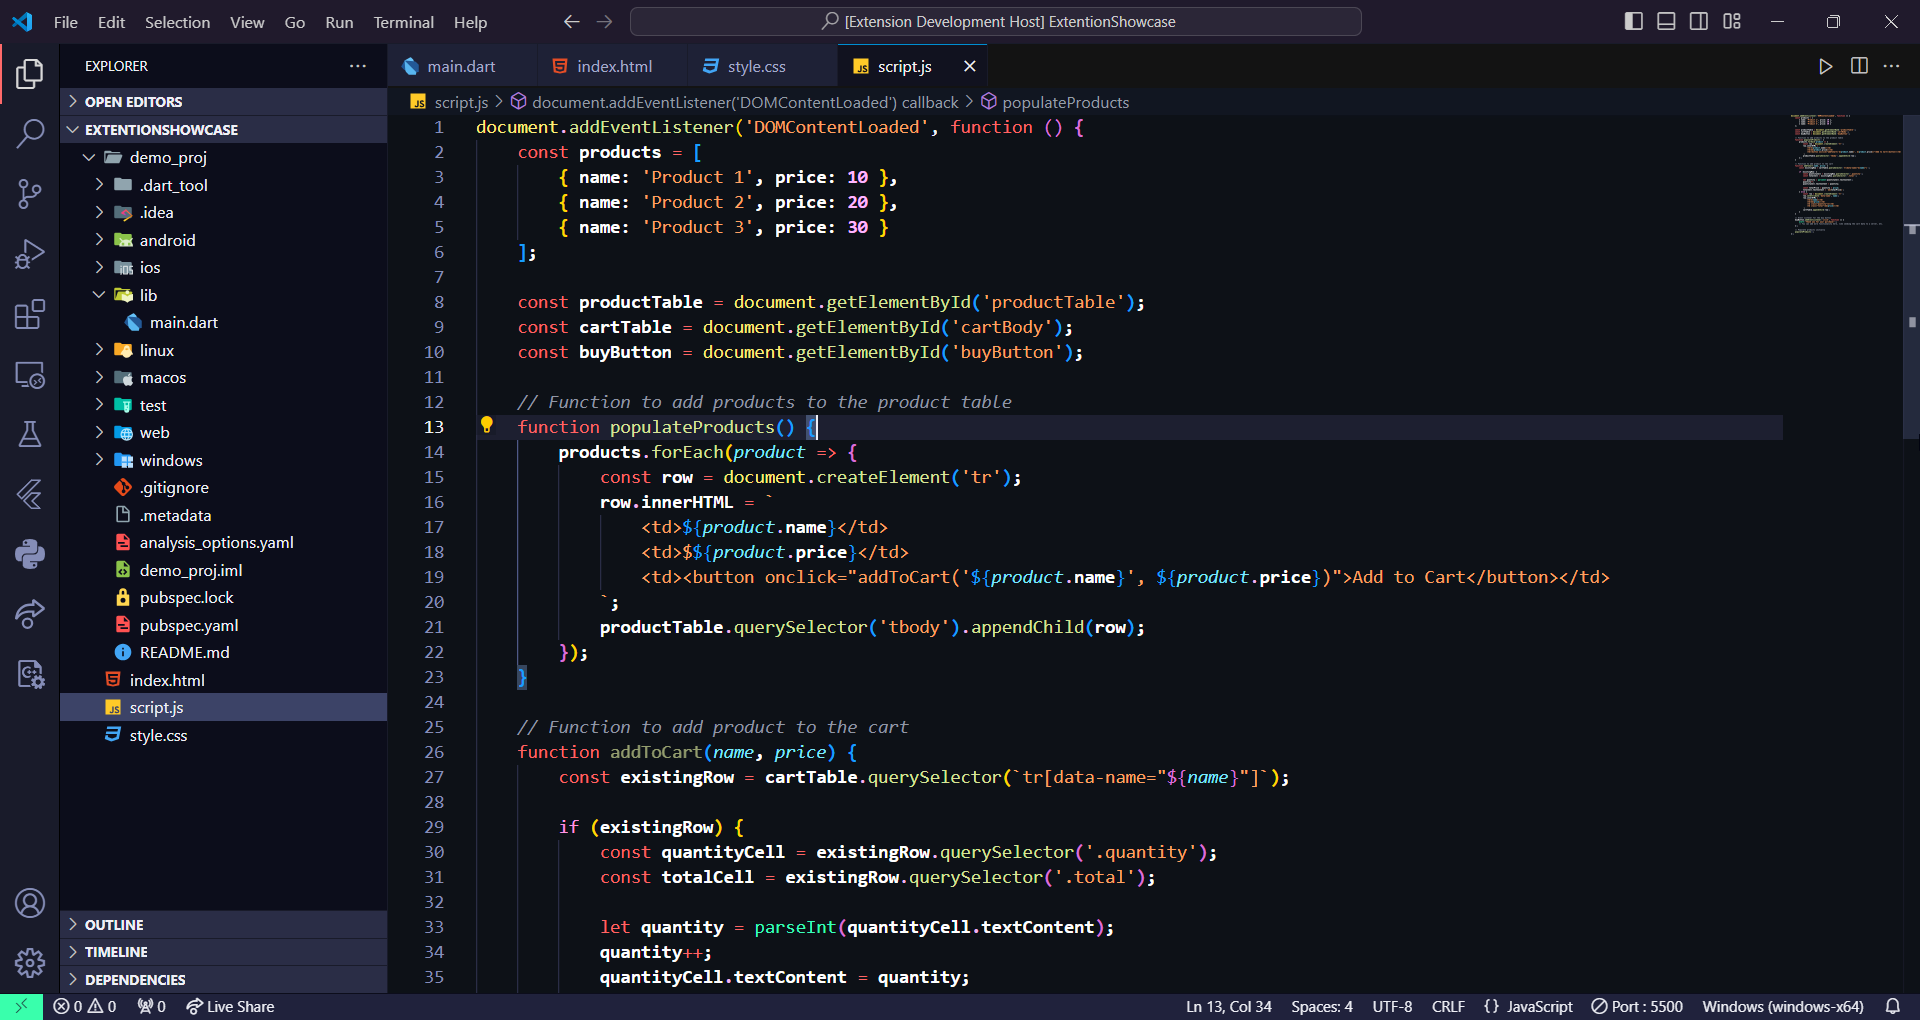 File Edit Selection View Go Run Terminal Help
[Extension Development Host] ExtentionShowcase
EXPLORER
OPEN EDITORS
EXTENTIONSHOWCASE
demo_proj
.dart_tool
.idea
android
ios
lib
main.dart
linux
macos
test
web
windows
.gitignore
.metadata
analysis_options.yaml
demo_proj.iml
pubspec.lock
pubspec.yaml
README.md
index.html
script.js
style.css
OUTLINE
TIMELINE
DEPENDENCIES
main.dart index.html style.css script.js
script.js > document.addEventListener('DOMContentLoaded') callback > populateProducts
1 document.addEventListener('DOMContentLoaded', function () {
2     const products = [
3         { name: 'Product 1', price: 10 },
4         { name: 'Product 2', price: 20 },
5         { name: 'Product 3', price: 30 }
6     ];
7
8     const productTable = document.getElementById('productTable');
9     const cartTable = document.getElementById('cartBody');
10     const buyButton = document.getElementById('buyButton');
11
12     // Function to add products to the product table
13     function populateProducts() {
14         products.forEach(product => {
15             const row = document.createElement('tr');
16             row.innerHTML = `
17                 <td>${product.name}</td>
18                 <td>$${product.price}</td>
19                 <td><button onclick="addToCart('${product.name}', ${product.price})">Add to Cart</button></td>
20             `;
21             productTable.querySelector('tbody').appendChild(row);
22         });
23     }
24
25     // Function to add product to the cart
26     function addToCart(name, price) {
27         const existingRow = cartTable.querySelector(`tr[data-name="${name}"]`);
28
29         if (existingRow) {
30             const quantityCell = existingRow.querySelector('.quantity');
31             const totalCell = existingRow.querySelector('.total');
32
33             let quantity = parseInt(quantityCell.textContent);
34             quantity++;
35             quantityCell.textContent = quantity;
0 0 0 Live Share Ln 13, Col 34 Spaces: 4 UTF-8 CRLF {} JavaScript Port : 5500 Windows (windows-x64)